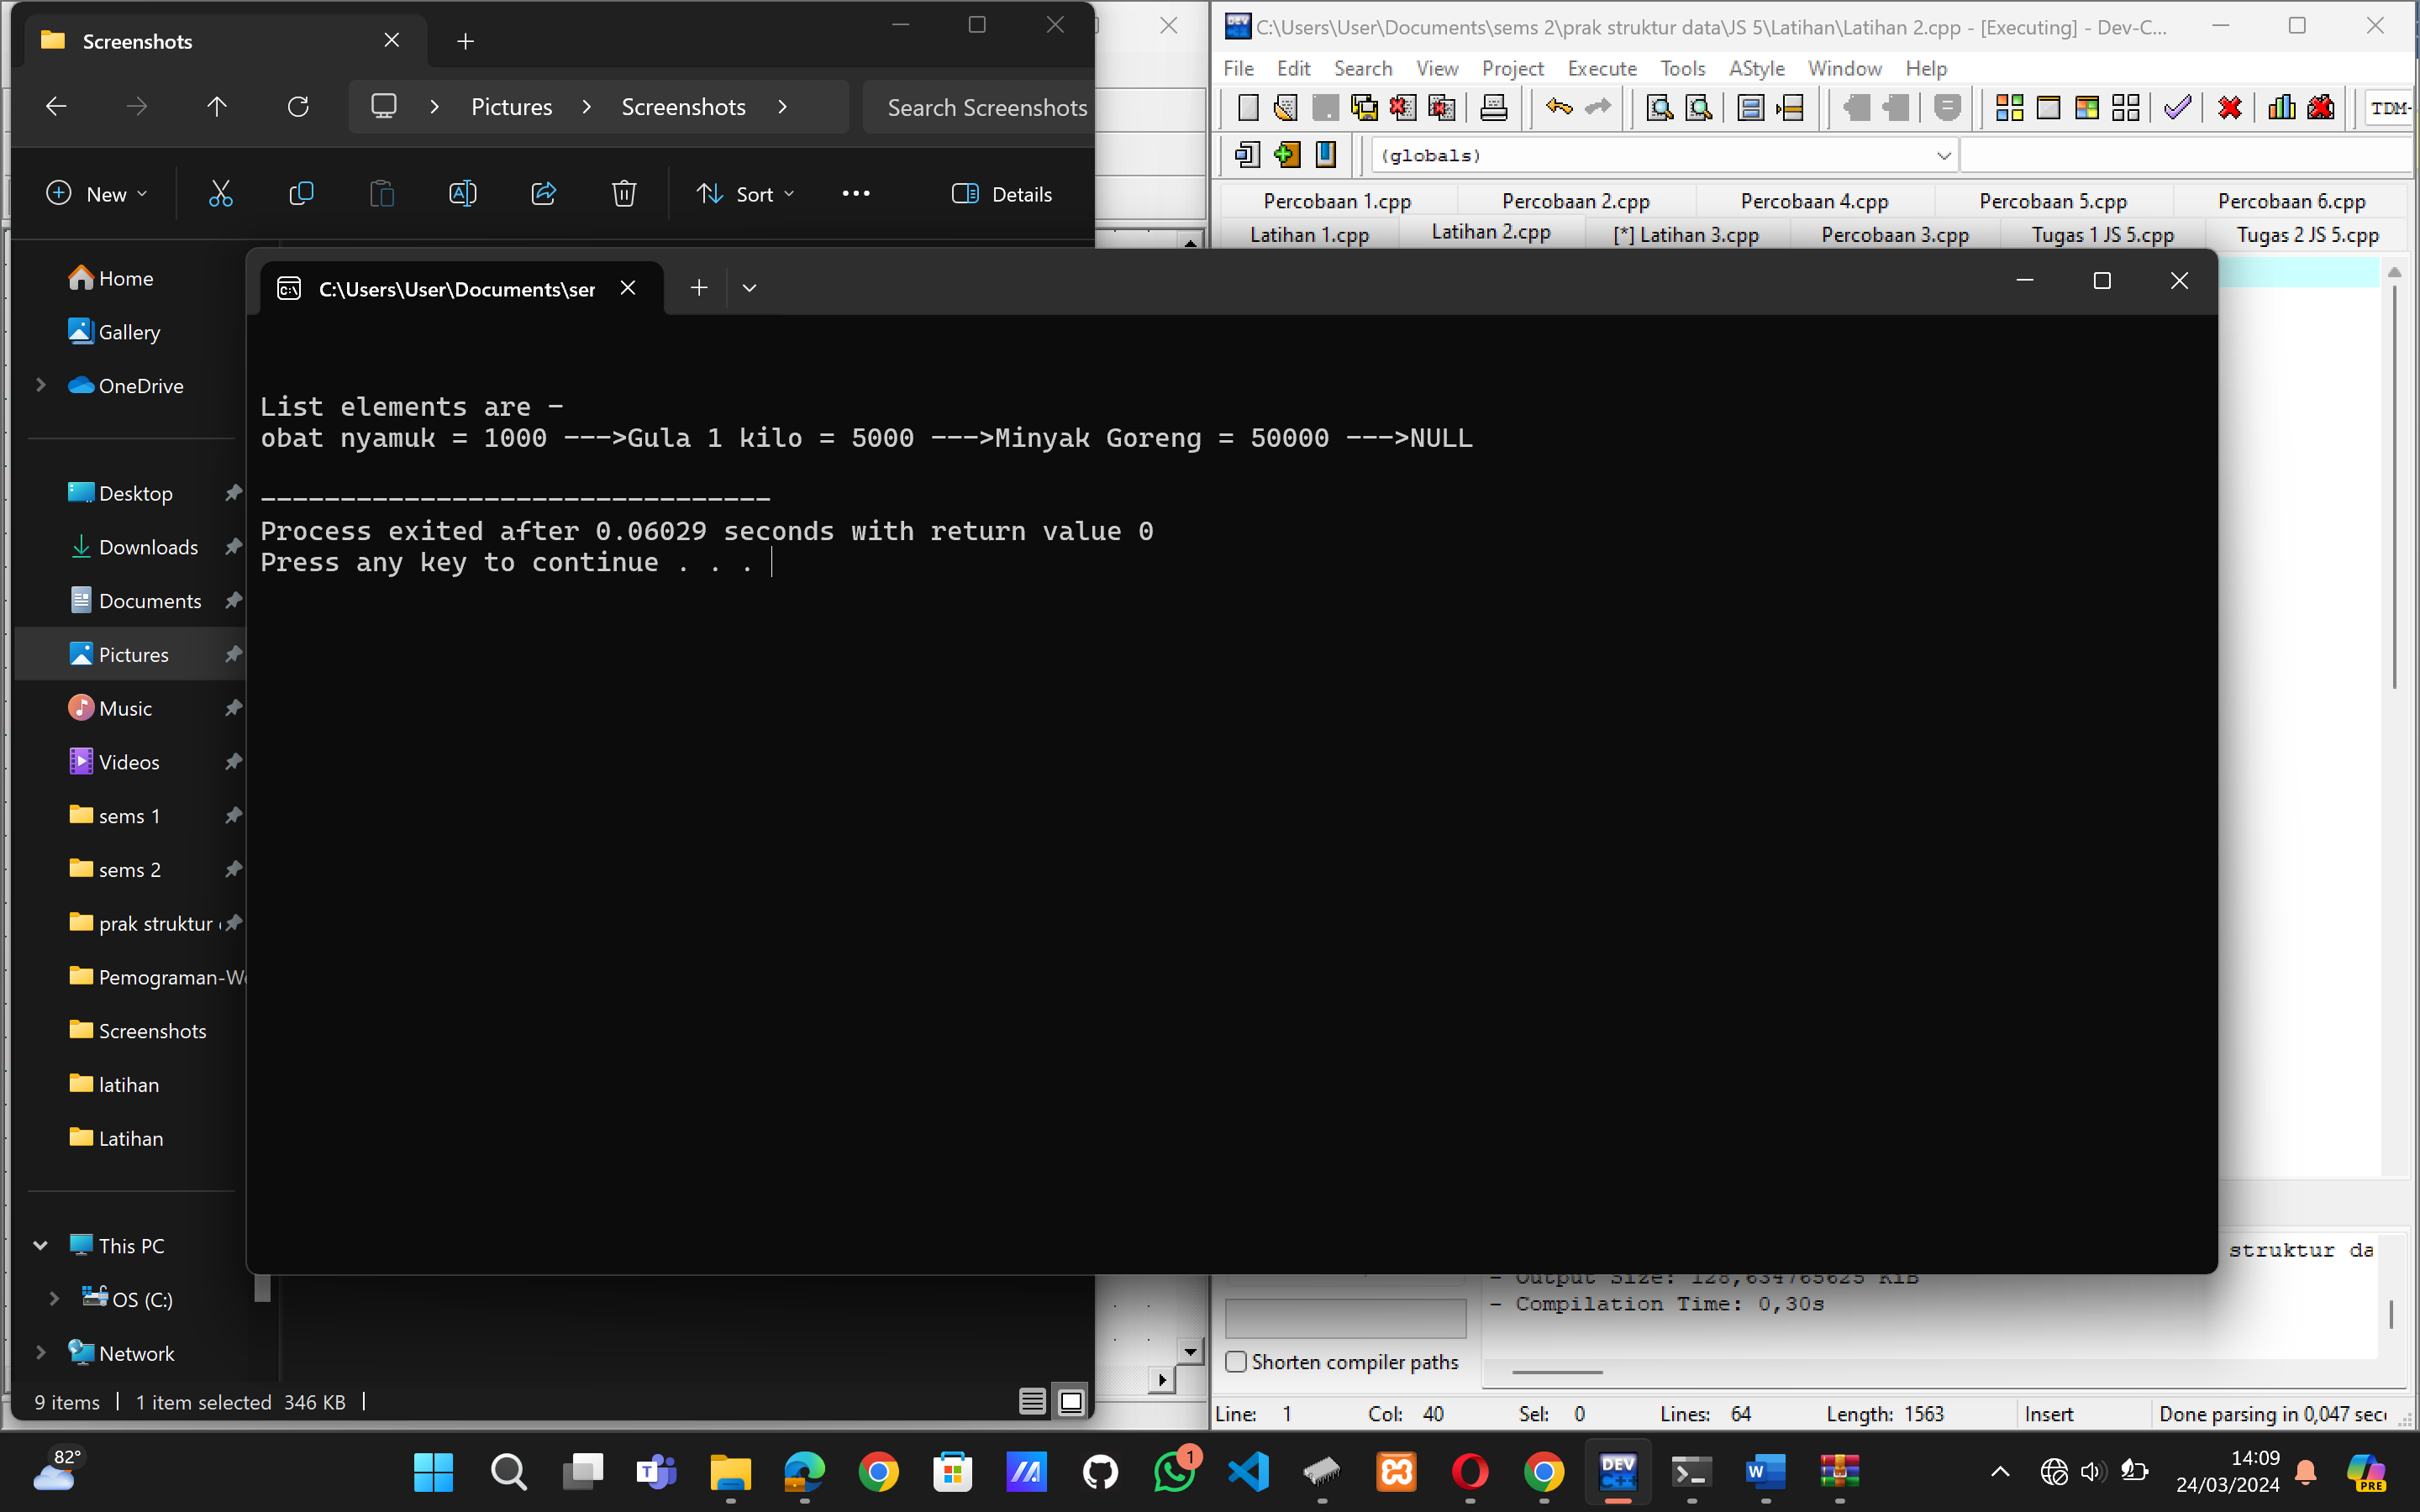 Screenshots
Pictures
Screenshots
Search Screenshots
New
Sort
Details
Home
Gallery
OneDrive
Desktop
Downloads
Documents
Pictures
Music
Videos
sems 1
sems 2
prak struktur
Pemograman-We
Screenshots
latihan
Latihan
This PC
OS (C:)
Network
9 items
1 item selected 346 KB
C:\Users\User\Documents\sems 2\prak struktur data\JS 5\Latihan\Latihan 2.cpp - [Executing] - Dev-C...
File Edit Search View Project Execute Tools AStyle Window Help
TDM-
(globals)
Percobaan 1.cpp Percobaan 2.cpp Percobaan 4.cpp Percobaan 5.cpp Percobaan 6.cpp
Latihan 1.cpp Latihan 2.cpp [*] Latihan 3.cpp Percobaan 3.cpp Tugas 1 JS 5.cpp Tugas 2 JS 5.cpp
C:\Users\User\Documents\ser
List elements are -
obat nyamuk = 1000 --->Gula 1 kilo = 5000 --->Minyak Goreng = 50000 --->NULL
--------------------------------
Process exited after 0.06029 seconds with return value 0
Press any key to continue . . .
struktur da
- Output Size: 128,634765625 KiB
- Compilation Time: 0,30s
Shorten compiler paths
Line: 1 Col: 40 Sel: 0 Lines: 64 Length: 1563 Insert Done parsing in 0,047 sec
82°
1
DEV
C++
14:09
24/03/2024
PRE